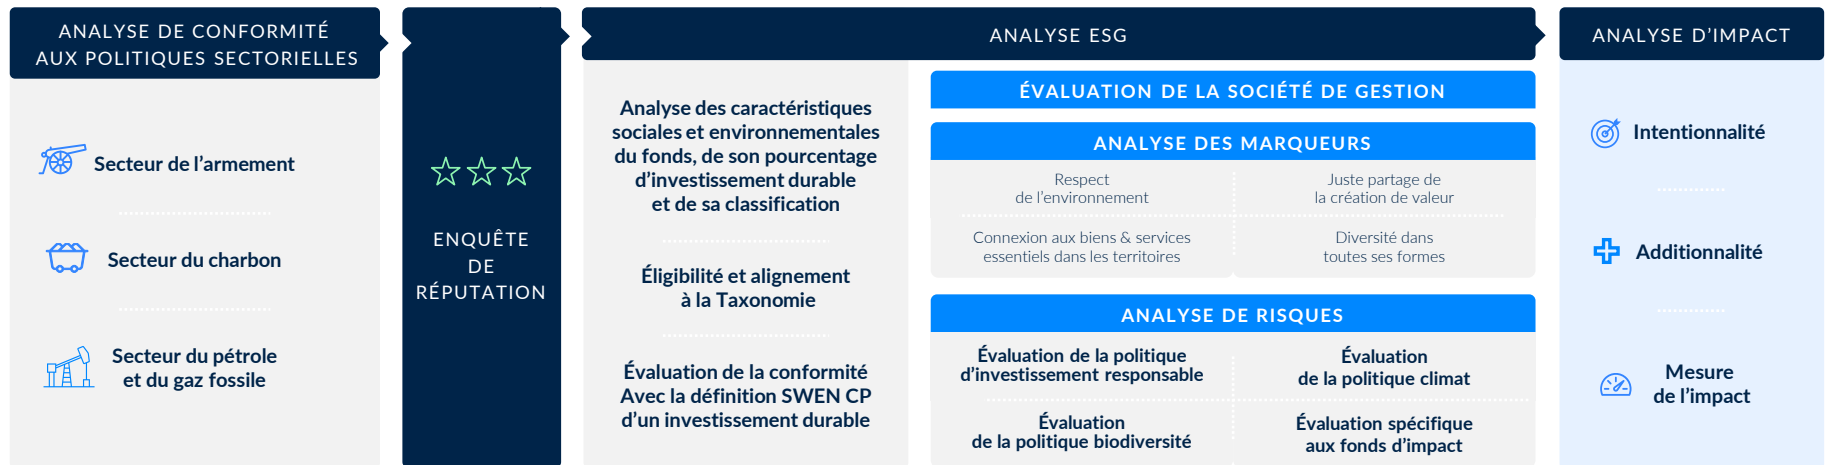 ANALYSE DE CONFORMITÉ
AUX POLITIQUES SECTORIELLES
Secteur de l’armement
Secteur du charbon
Secteur du pétrole
et du gaz fossile
ENQUÊTE
DE
RÉPUTATION
ANALYSE ESG
Analyse des caractéristiques
sociales et environnementales
du fonds, de son pourcentage
d’investissement durable
et de sa classification
Éligibilité et alignement
à la Taxonomie
Évaluation de la conformité
Avec la définition SWEN CP
d’un investissement durable
ÉVALUATION DE LA SOCIÉTÉ DE GESTION
ANALYSE DES MARQUEURS
Respect
de l’environnement
Juste partage de
la création de valeur
Connexion aux biens & services
essentiels dans les territoires
Diversité dans
toutes ses formes
ANALYSE DE RISQUES
Évaluation de la politique
d’investissement responsable
Évaluation
de la politique climat
Évaluation
de la politique biodiversité
Évaluation spécifique
aux fonds d’impact
ANALYSE D’IMPACT
Intentionnalité
Additionnalité
Mesure
de l’impact